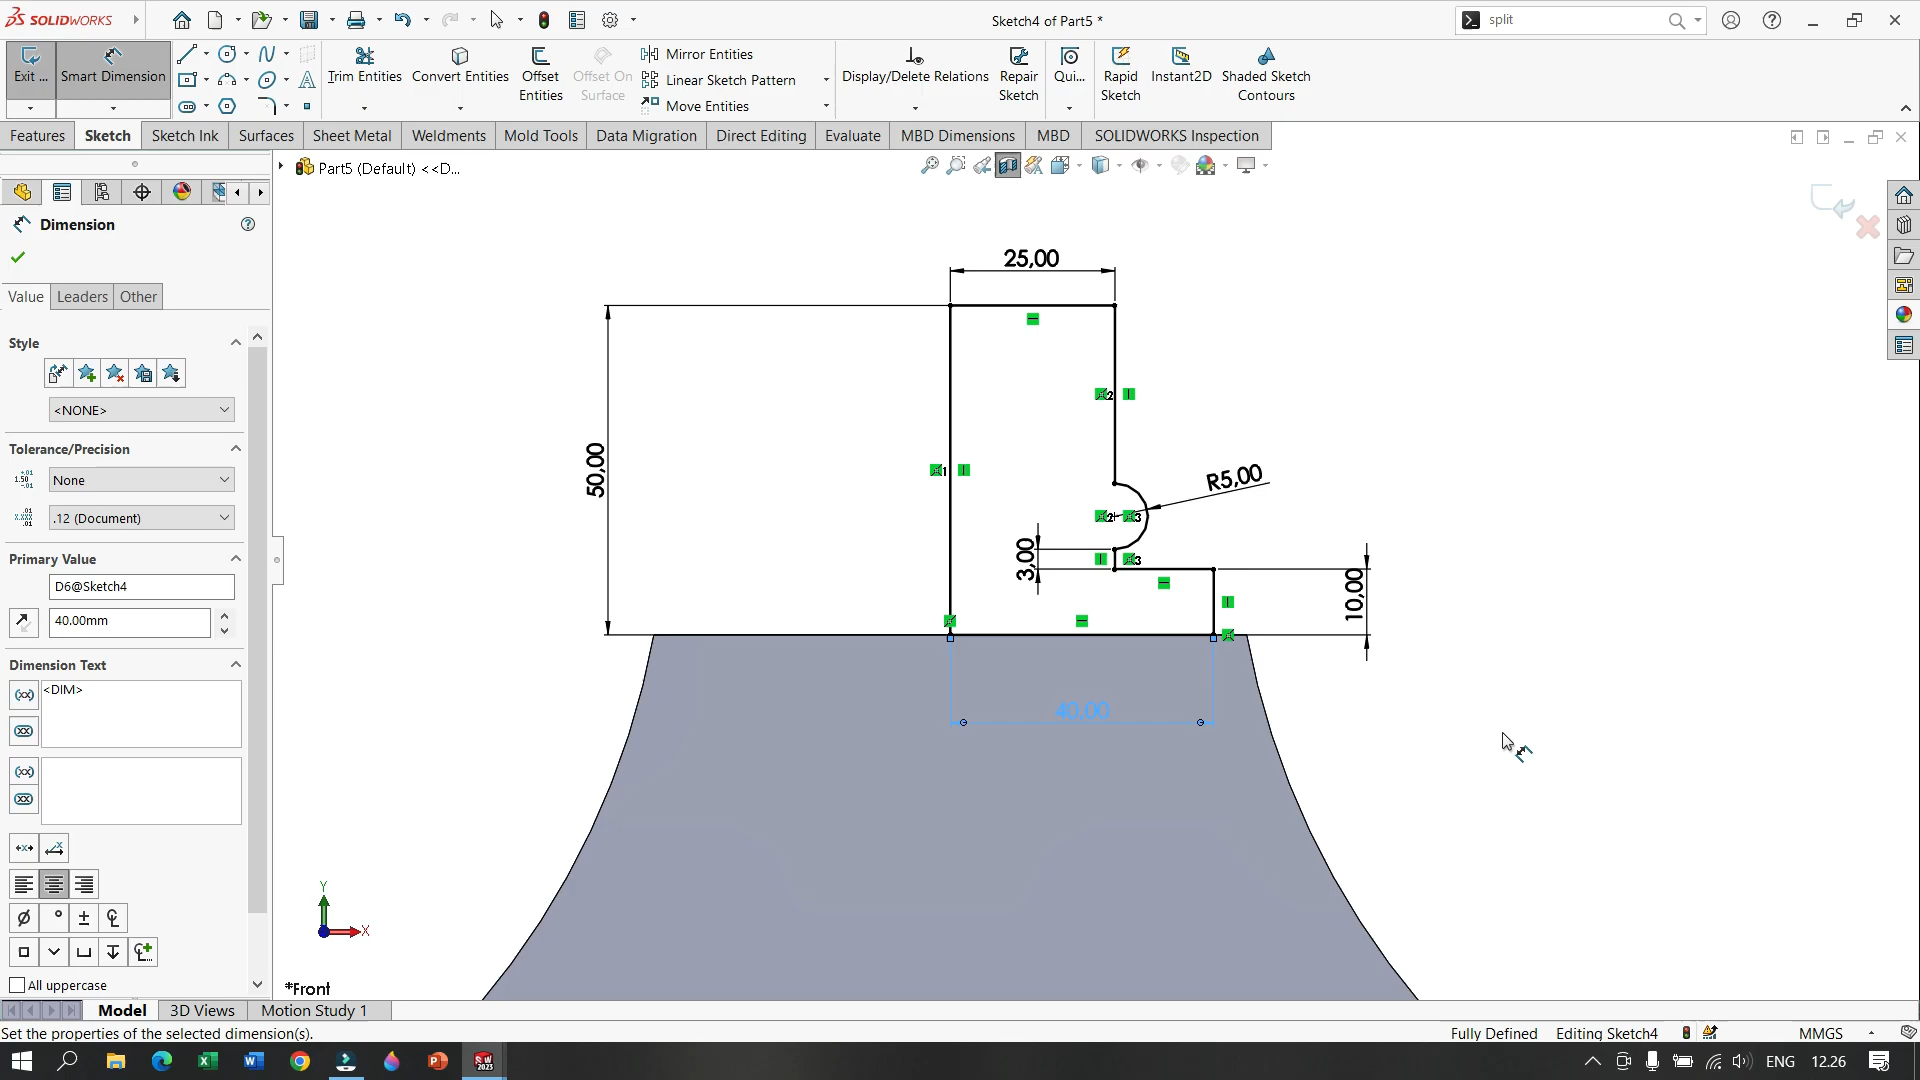 SOLIDWORKS
Sketch4 of Part5 *
split
Exit ...
Smart Dimension
Trim Entities
Convert Entities
Offset
Entities
Offset On
Surface
Mirror Entities
Linear Sketch Pattern
Move Entities
Display/Delete Relations
Repair
Sketch
Qui...
Rapid
Sketch
Instant2D
Shaded Sketch
Contours
Features
Sketch
Sketch Ink
Surfaces
Sheet Metal
Weldments
Mold Tools
Data Migration
Direct Editing
Evaluate
MBD Dimensions
MBD
SOLIDWORKS Inspection
Part5 (Default) <<D...
Dimension
Value
Leaders
Other
Style
<NONE>
Tolerance/Precision
None
.12 (Document)
Primary Value
D6@Sketch4
40.00mm
Dimension Text
<DIM>
All uppercase
25,00
50,00
R5,00
3,00
10,00
40,00
2
1
2
3
3
Y
X
*Front
Model
3D Views
Motion Study 1
Set the properties of the selected dimension(s).
Fully Defined
Editing Sketch4
MMGS
ENG
12.26